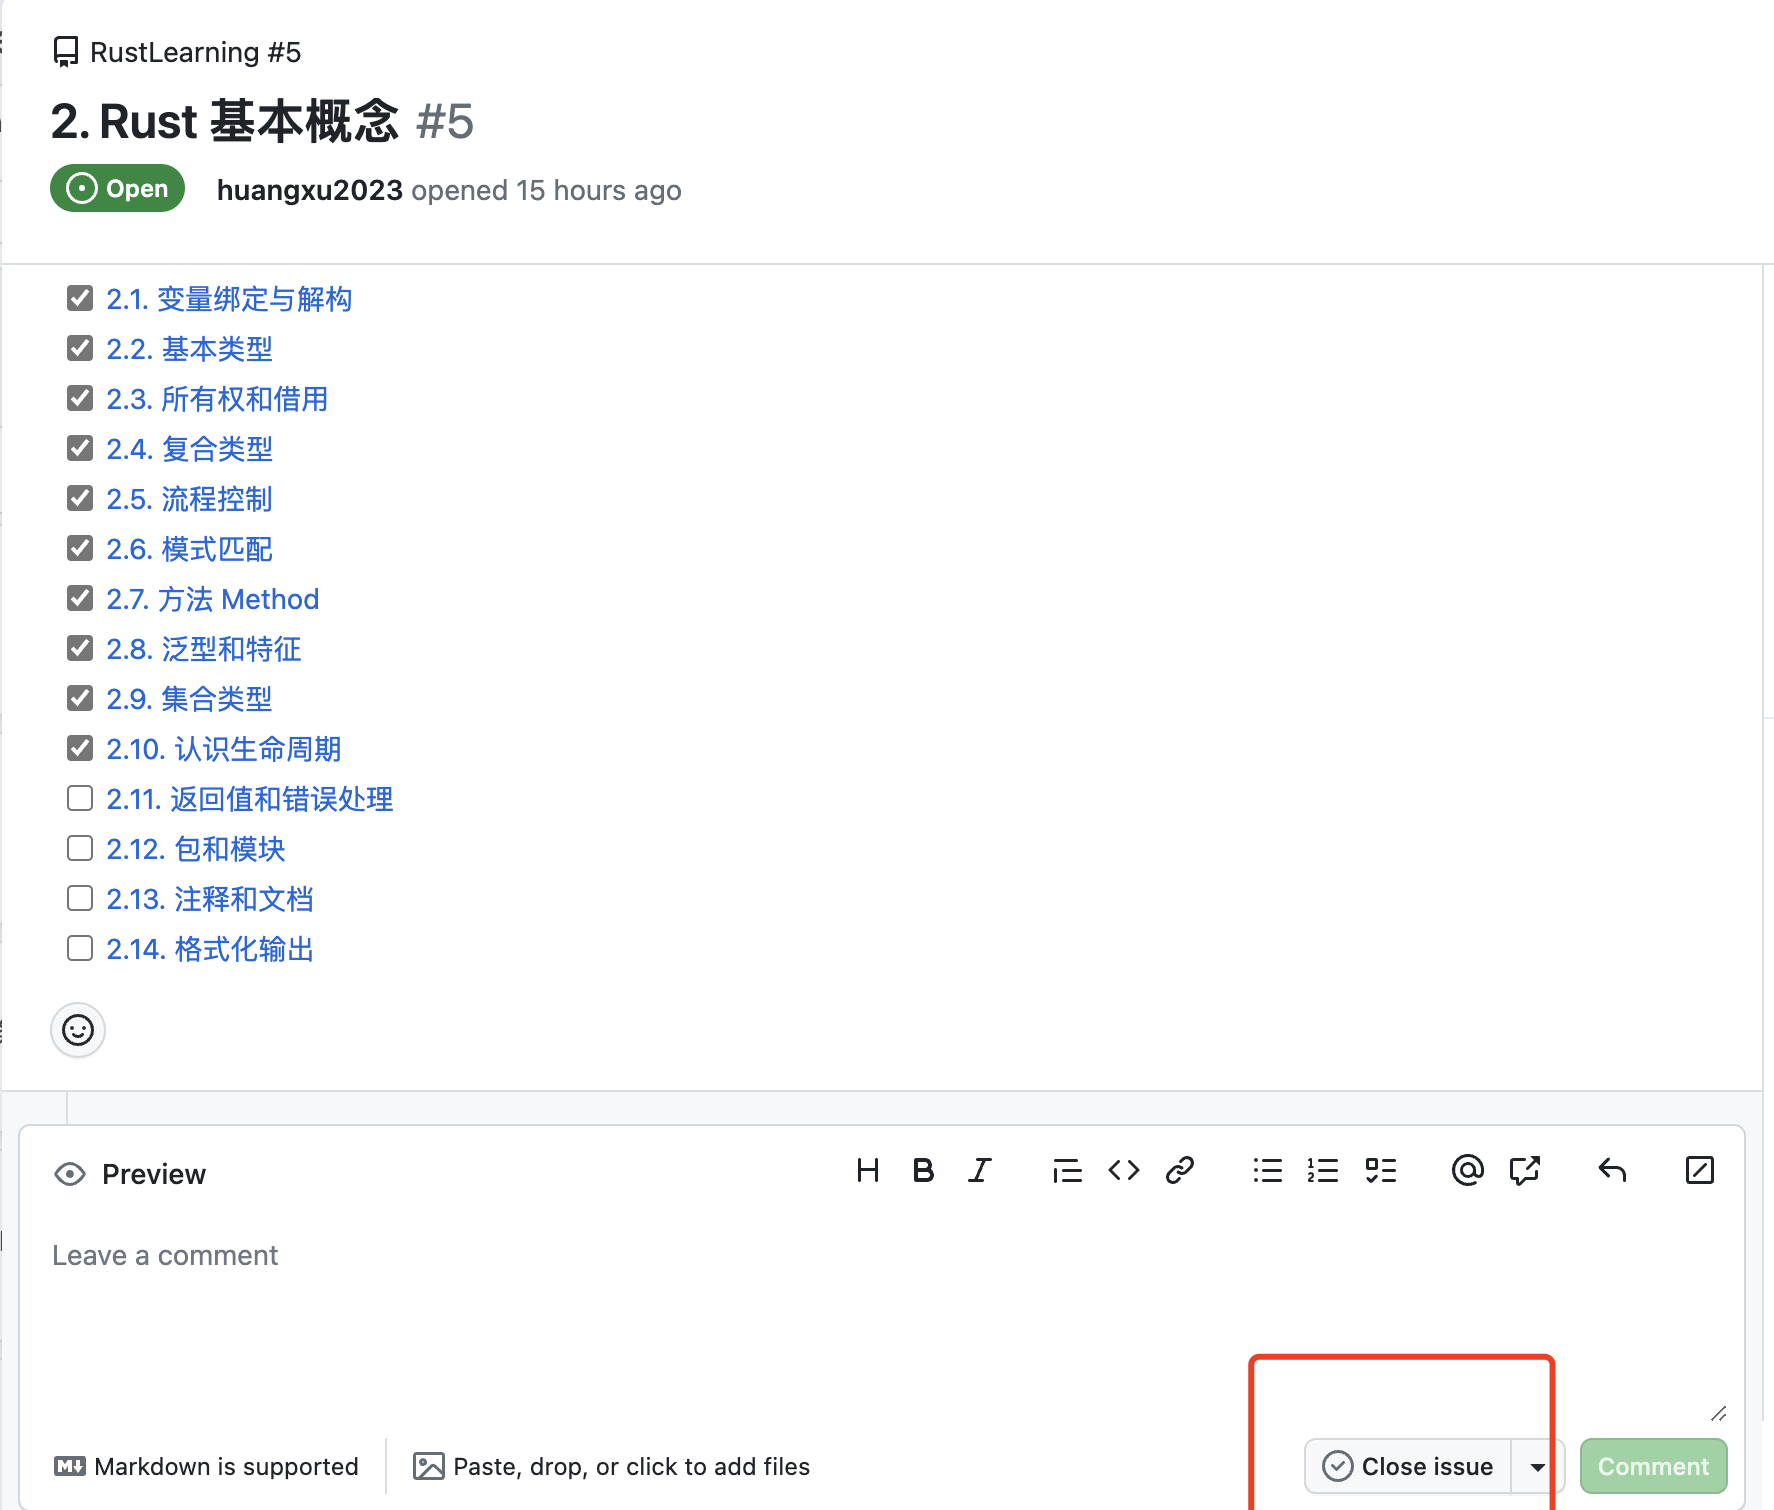 RustLearning #5
2. Rust 基本概念 #5
Open huangxu2023 opened 15 hours ago
2.1. 变量绑定与解构
2.2. 基本类型
2.3. 所有权和借用
2.4. 复合类型
2.5. 流程控制
2.6. 模式匹配
2.7. 方法 Method
2.8. 泛型和特征
2.9. 集合类型
2.10. 认识生命周期
2.11. 返回值和错误处理
2.12. 包和模块
2.13. 注释和文档
2.14. 格式化输出
Preview
Leave a comment
Markdown is supported Paste, drop, or click to add files Close issue Comment